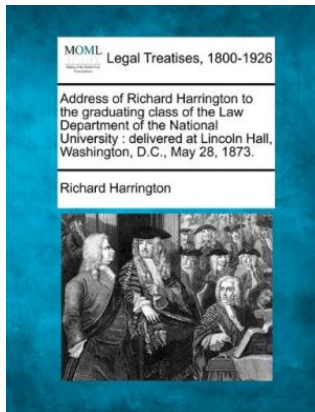 MOML Legal Treatises, 1800-1926
Address of Richard Harrington to
the graduating class of the Law
Department of the National
University : delivered at Lincoln Hall,
Washington, D.C., May 28, 1873.
Richard Harrington